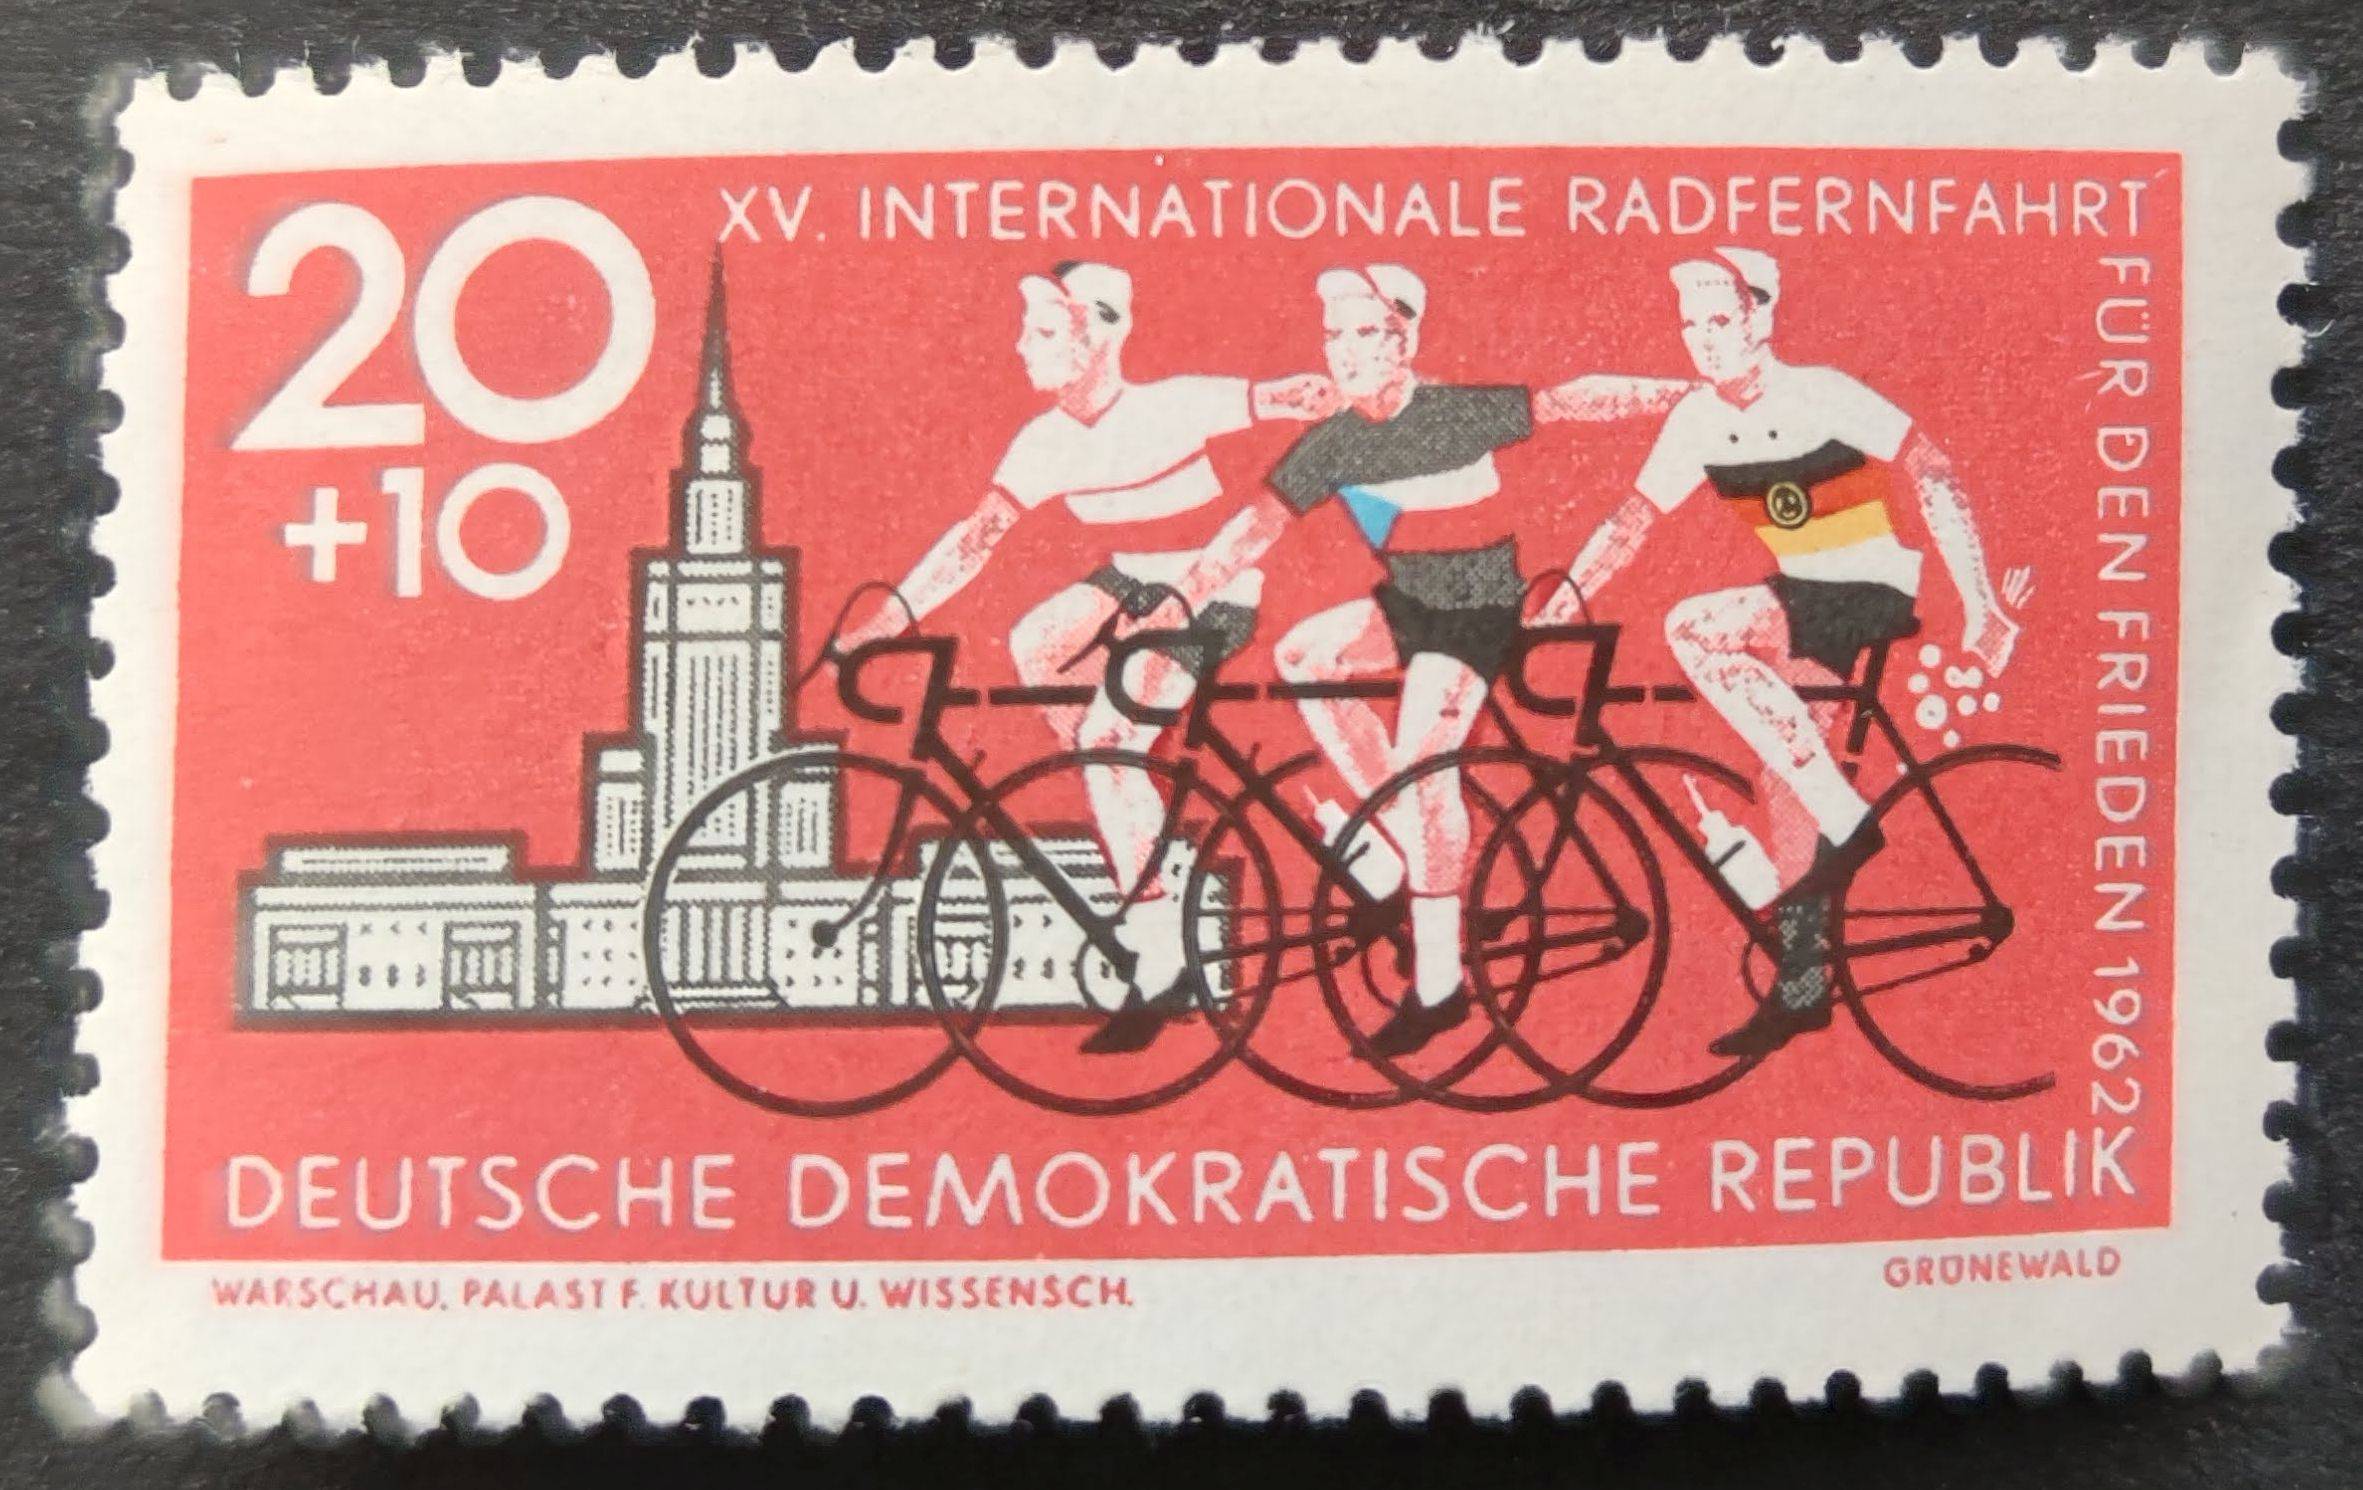 20
+10
XV. INTERNATIONALE RADFERNFAHRT
FÜR DEN FRIEDEN 1962
DEUTSCHE DEMOKRATISCHE REPUBLIK
WARSCHAU, PALAST F. KULTUR U. WISSENSCH.
GRÜNEWALD